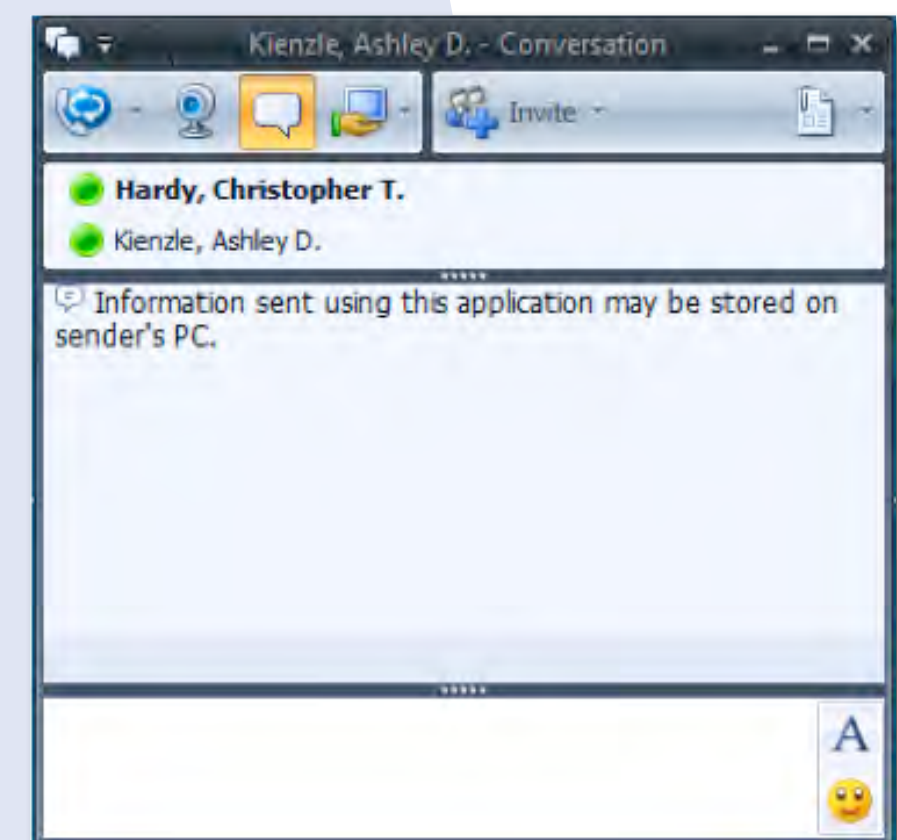 Kienzle, Ashley D. - Conversation
Invite
Hardy, Christopher T.
Kienzle, Ashley D.
Information sent using this application may be stored on
sender's PC.
A